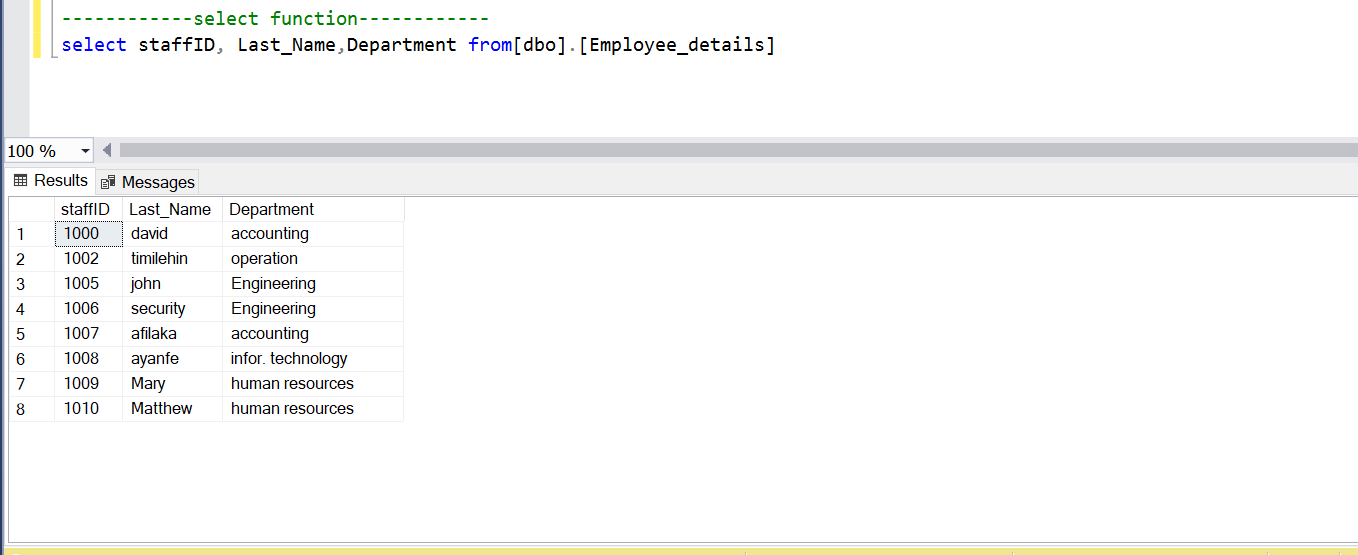 ------------select function------------
select staffID, Last_Name,Department from[dbo].[Employee_details]
100 %
Results Messages
staffID Last_Name Department
1 1000 david accounting
2 1002 timilehin operation
3 1005 john Engineering
4 1006 security Engineering
5 1007 afilaka accounting
6 1008 ayanfe infor. technology
7 1009 Mary human resources
8 1010 Matthew human resources